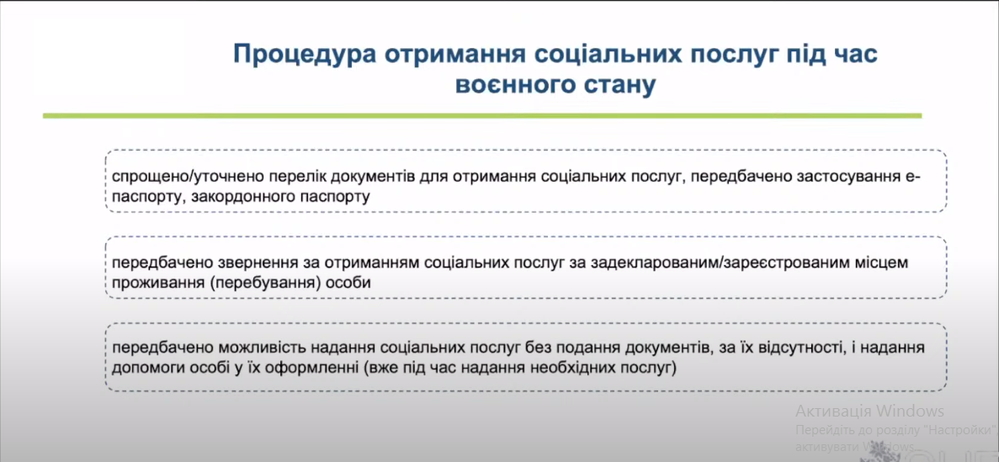 Процедура отримання соціальних послуг під час
воєнного стану
спрощено/уточнено перелік документів для отримання соціальних послуг, передбачено застосування е-
паспорту, закордонного паспорту
передбачено звернення за отриманням соціальних послуг за задекларованим/зареєстрованим місцем
проживання (перебування) особи
передбачено можливість надання соціальних послуг без подання документів, за їх відсутності, і надання
допомоги особі у їх оформленні (вже під час надання необхідних послуг)
Активація Windows
Перейдіть до розділу "Настройки",
активувати Windows.